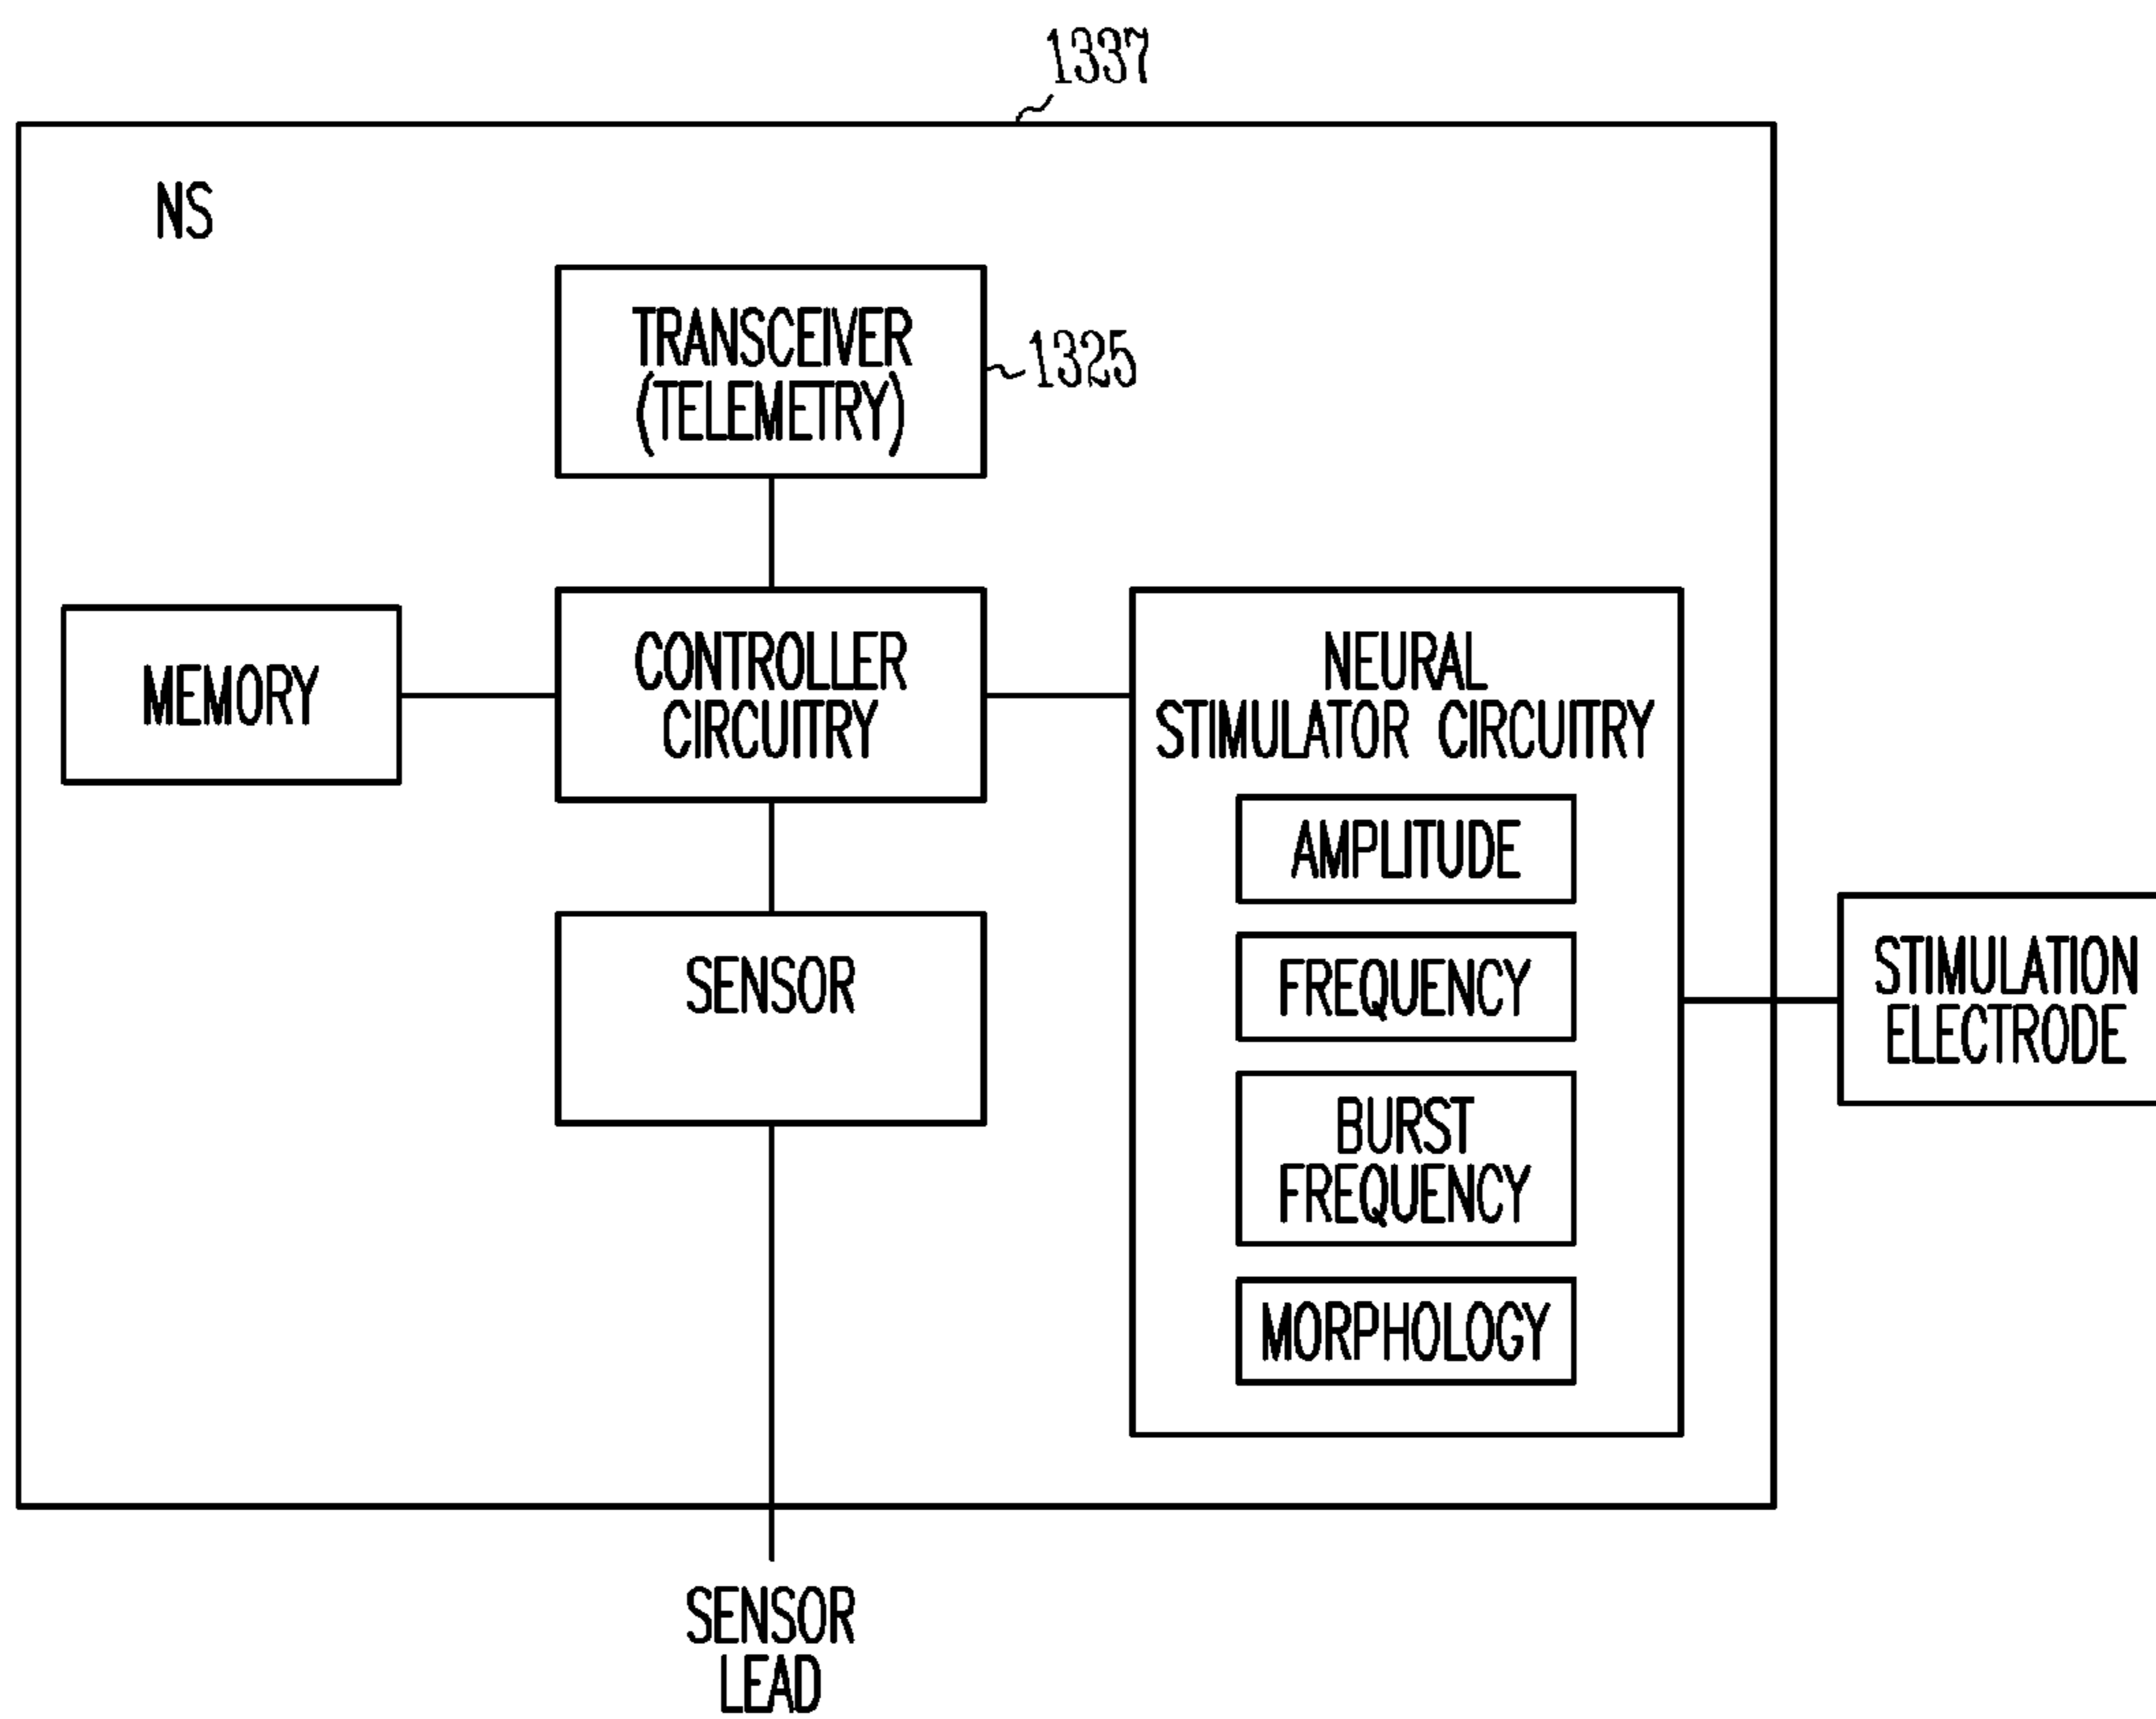 1337
NS
TRANSCEIVER
(TELEMETRY)
1325
MEMORY
CONTROLLER
CIRCUITRY
NEURAL
STIMULATOR CIRCUITRY
AMPLITUDE
SENSOR
FREQUENCY
BURST
FREQUENCY
MORPHOLOGY
STIMULATION
ELECTRODE
SENSOR
LEAD